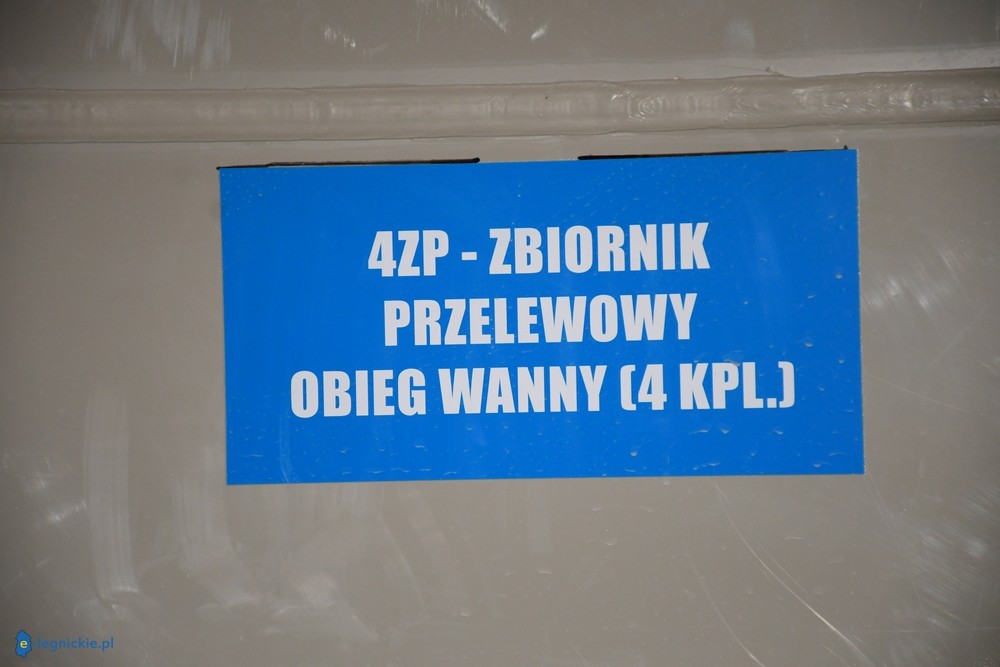 4ZP - ZBIORNIK
PRZELEWOWY
OBIEG WANNY (4 KPL.)
e-legnickie.pl